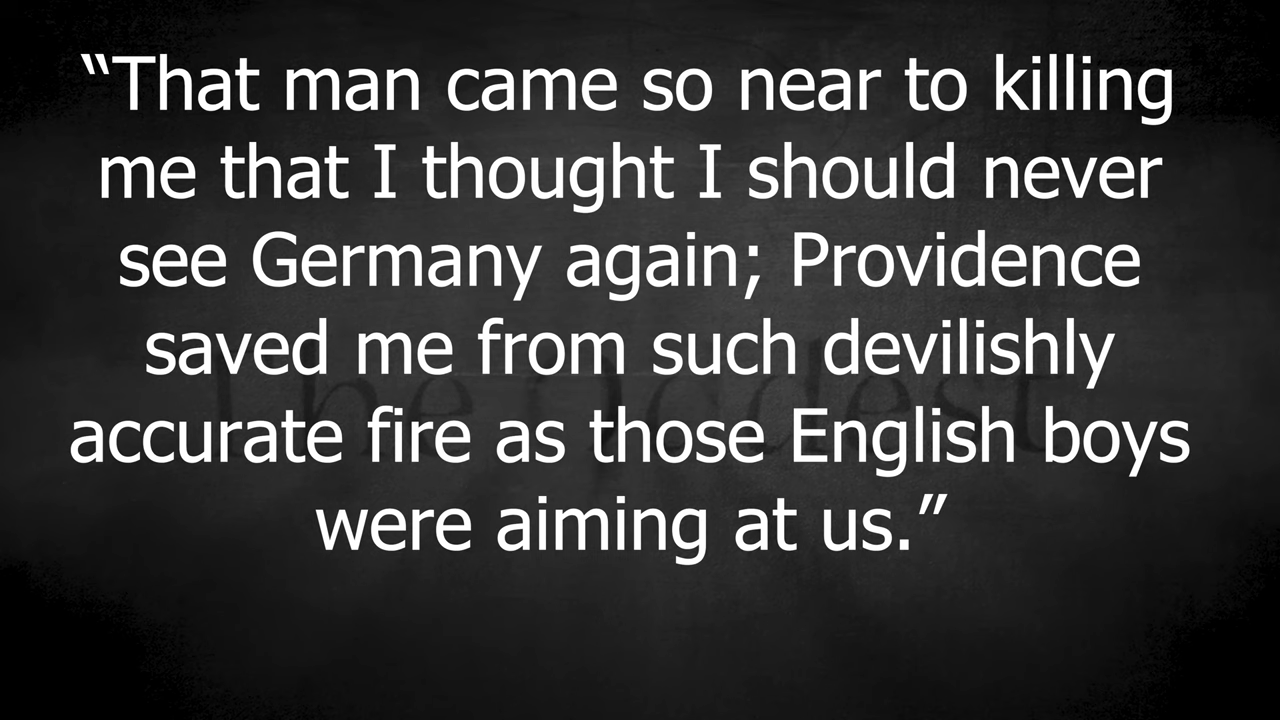 “That man came so near to killing
me that I thought I should never
see Germany again; Providence
saved me from such devilishly
accurate fire as those English boys
were aiming at us.”